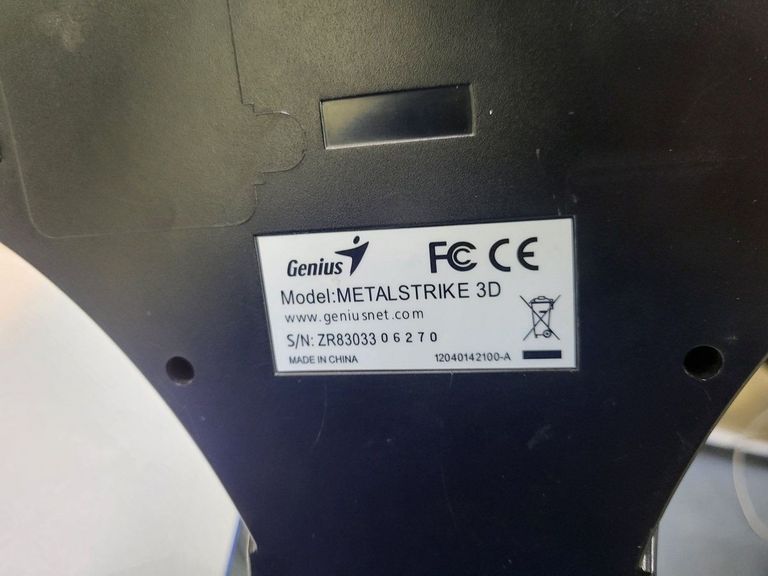 Genius FC CE
Model:METALSTRIKE 3D
www.geniusnet.com
S/N: ZR83033 06270
MADE IN CHINA 12040142100-A